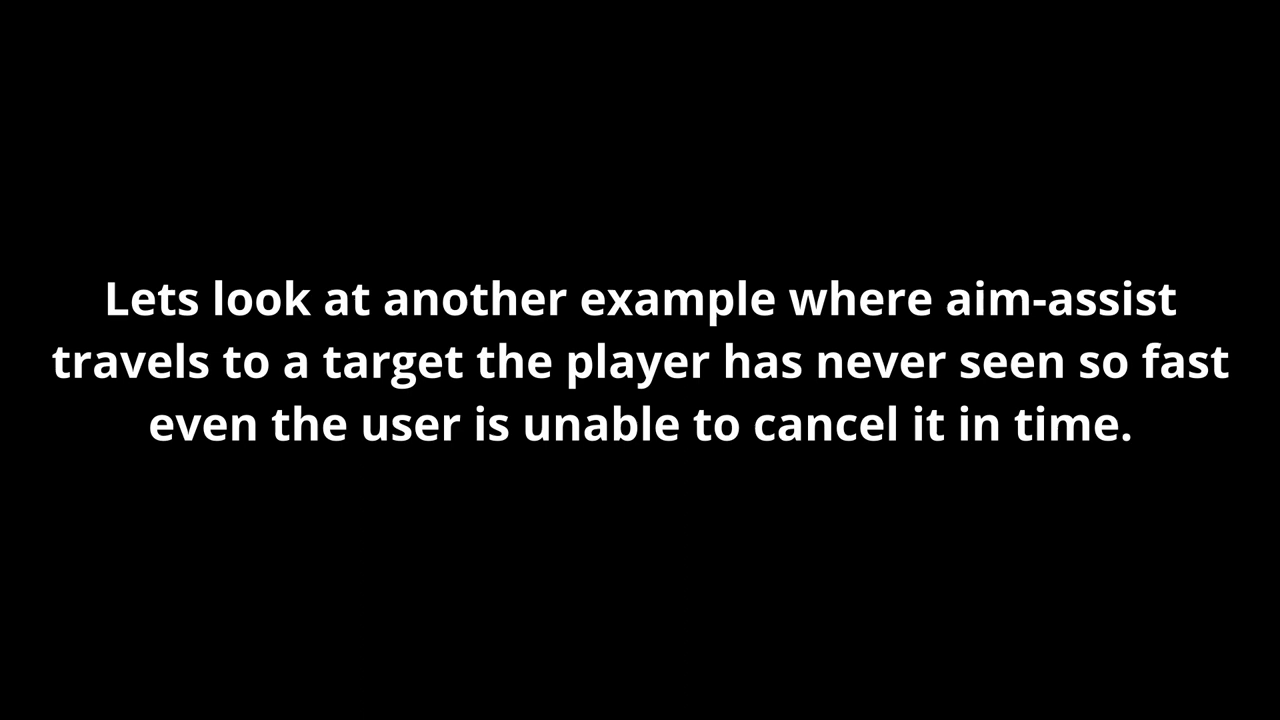 Lets look at another example where aim-assist
travels to a target the player has never seen so fast
even the user is unable to cancel it in time.